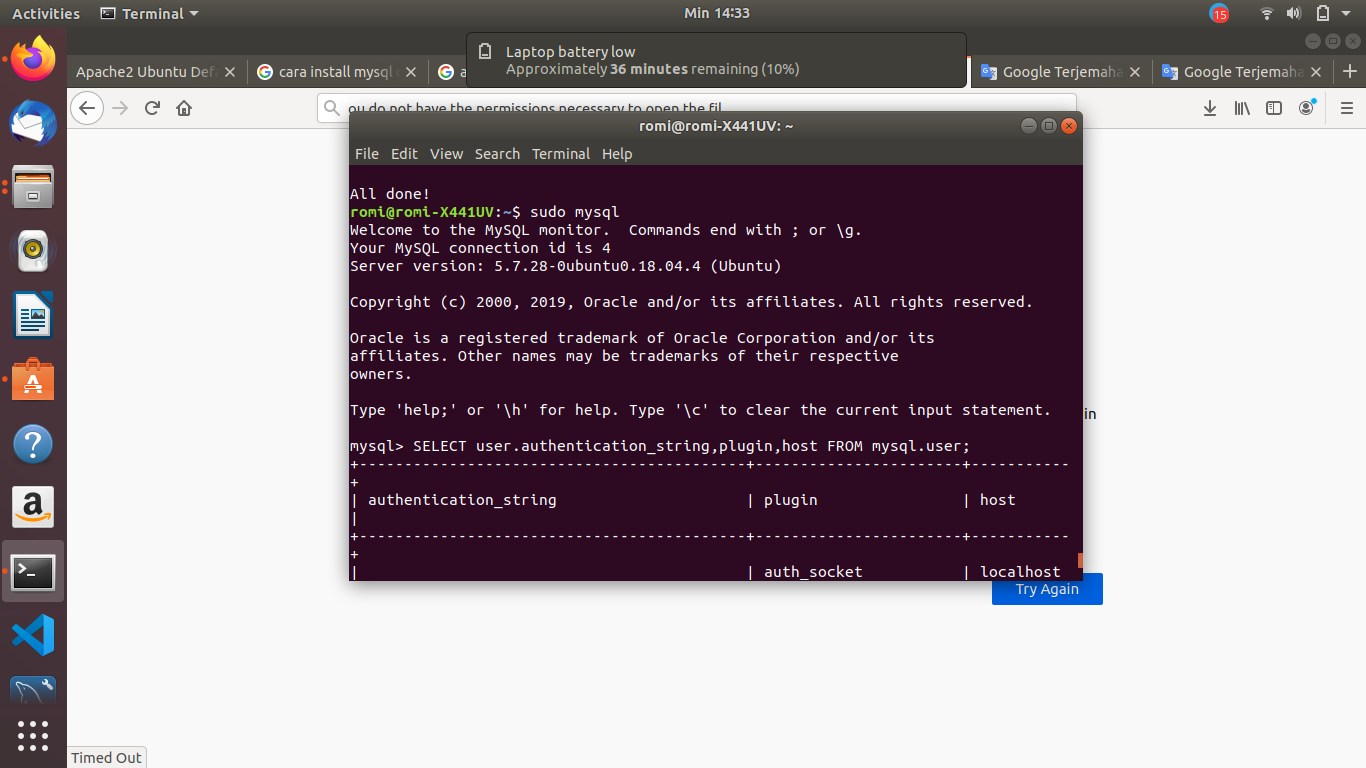 Activities Terminal Min 14:33 15
Laptop battery low
Approximately 36 minutes remaining (10%)
Apache2 Ubuntu Def cara install mysql a Google Terjemaha Google Terjemaha
ou do not have the permissions necessary to open the fil
romi@romi-X441UV: ~
File Edit View Search Terminal Help
All done!
romi@romi-X441UV:~$ sudo mysql
Welcome to the MySQL monitor.  Commands end with ; or \g.
Your MySQL connection id is 4
Server version: 5.7.28-0ubuntu0.18.04.4 (Ubuntu)
Copyright (c) 2000, 2019, Oracle and/or its affiliates. All rights reserved.
Oracle is a registered trademark of Oracle Corporation and/or its
affiliates. Other names may be trademarks of their respective
owners.
Type 'help;' or '\h' for help. Type '\c' to clear the current input statement.
in
mysql> SELECT user.authentication_string,plugin,host FROM mysql.user;
+-------------------------------------------+-----------------------+-----------
+
| authentication_string | plugin | host
|
+-------------------------------------------+-----------------------+-----------
+
| | auth_socket | localhost
Try Again
Timed Out